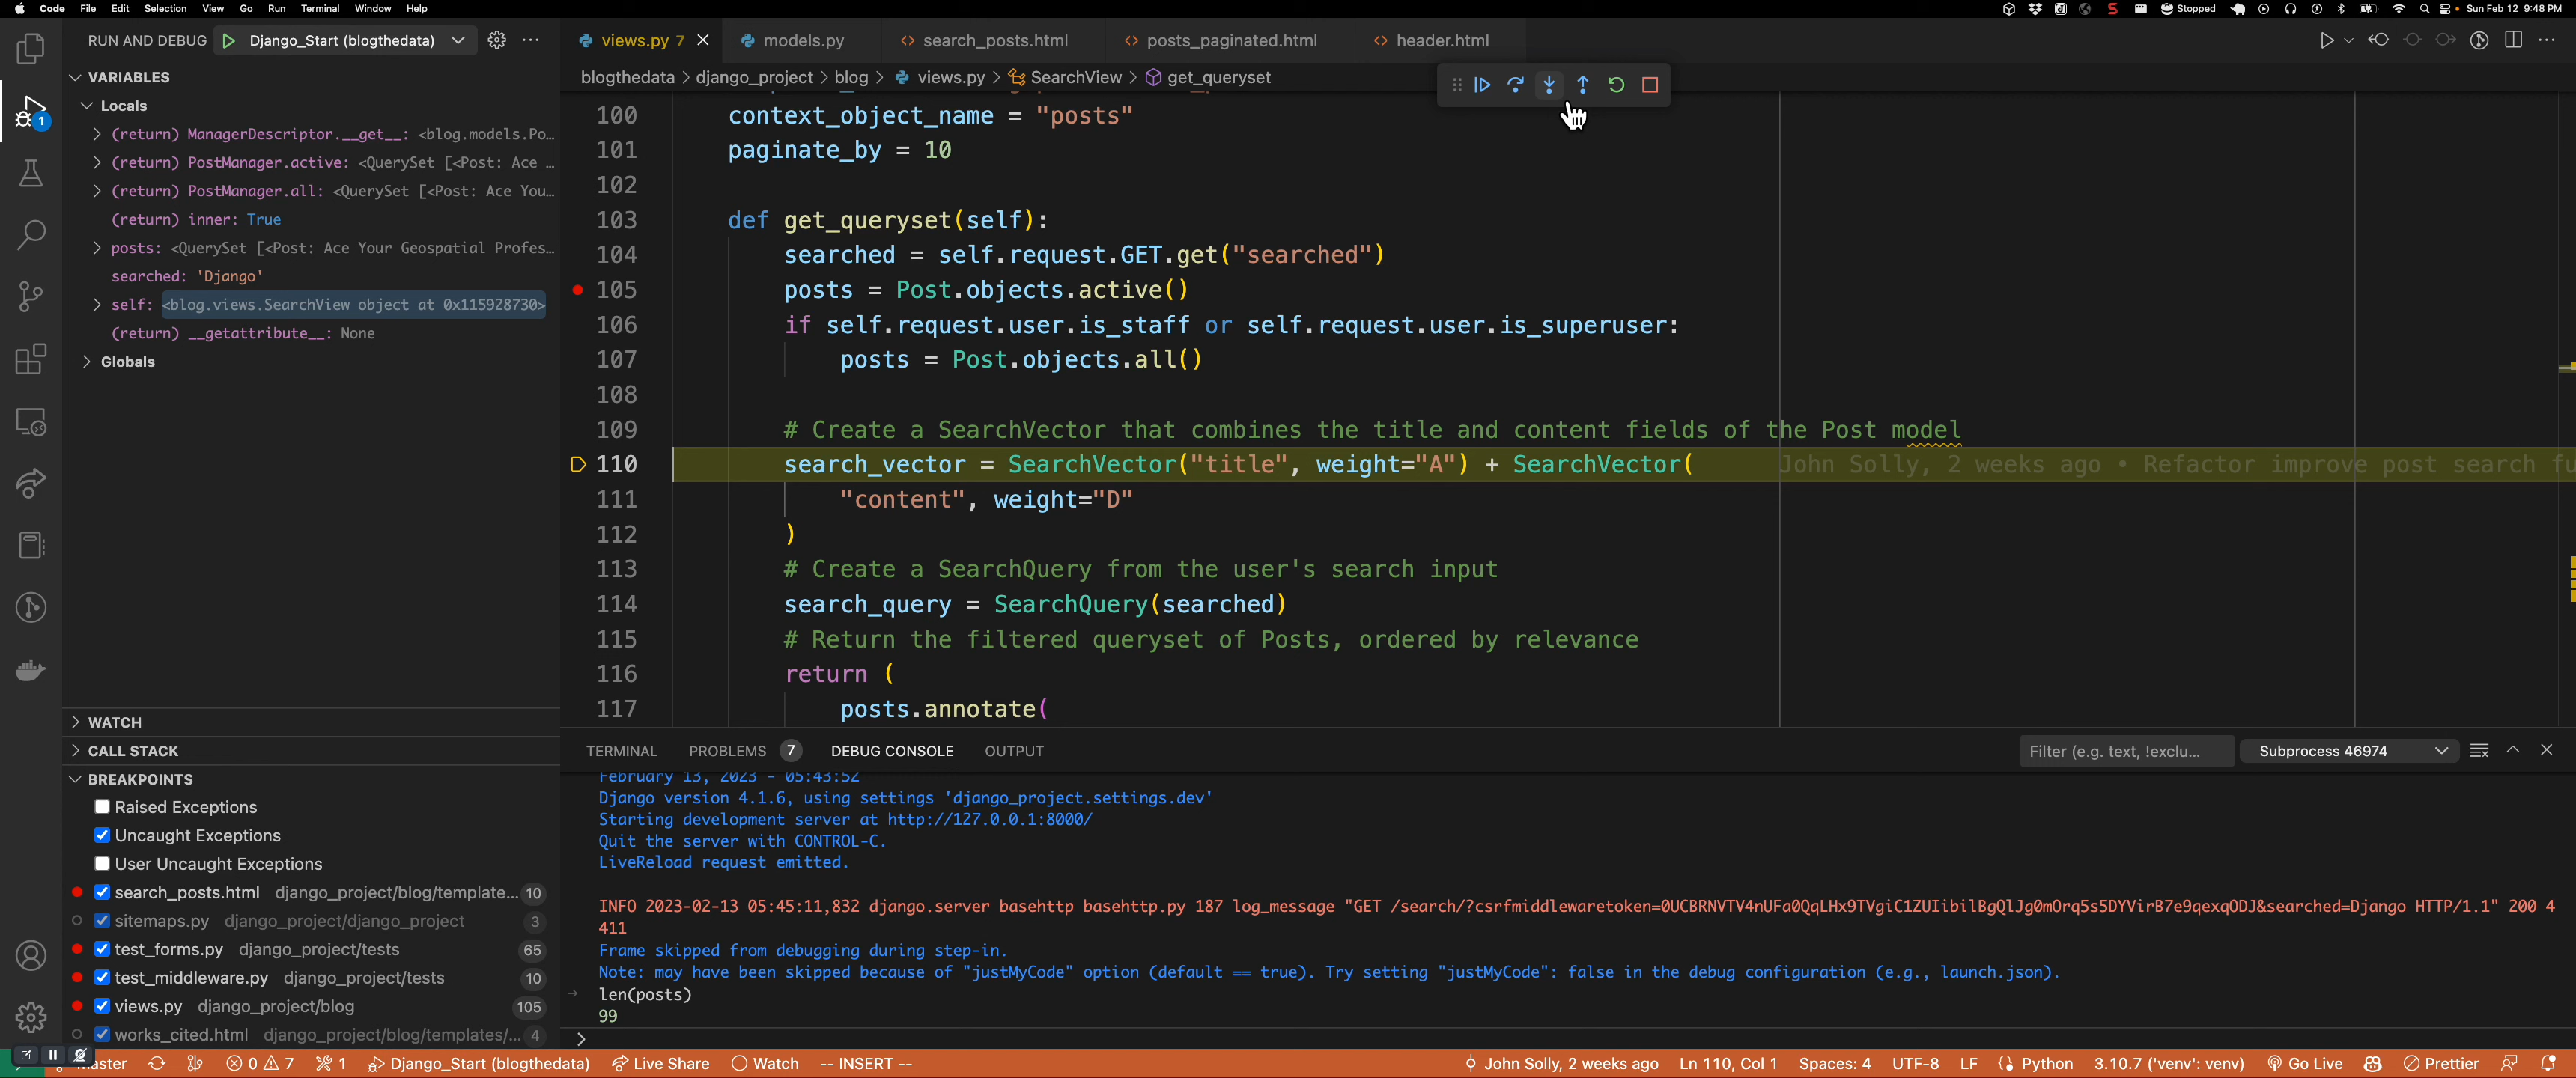 Code File Edit Selection View Go Run Terminal Window Help
Stopped
Sun Feb 12 9:48 PM
RUN AND DEBUG
Django_Start (blogthedata)
views.py 7
models.py
search_posts.html
posts_paginated.html
header.html
blogthedata > django_project > blog > views.py > SearchView > get_queryset
VARIABLES
Locals
(return) ManagerDescriptor.__get__: <blog.models.Po...
(return) PostManager.active: <QuerySet [<Post: Ace ...
(return) PostManager.all: <QuerySet [<Post: Ace You...
(return) inner: True
posts: <QuerySet [<Post: Ace Your Geospatial Profes...
searched: 'Django'
self: <blog.views.SearchView object at 0x115928730>
(return) __getattribute__: None
Globals
WATCH
CALL STACK
BREAKPOINTS
Raised Exceptions
Uncaught Exceptions
User Uncaught Exceptions
search_posts.html django_project/blog/template... 10
sitemaps.py django_project/django_project 3
test_forms.py django_project/tests 65
test_middleware.py django_project/tests 10
views.py django_project/blog 105
works_cited.html django_project/blog/templates/... 4
1
100 context_object_name = "posts"
101 paginate_by = 10
102
103 def get_queryset(self):
104 searched = self.request.GET.get("searched")
105 posts = Post.objects.active()
106 if self.request.user.is_staff or self.request.user.is_superuser:
107 posts = Post.objects.all()
108
109 # Create a SearchVector that combines the title and content fields of the Post model
110 search_vector = SearchVector("title", weight="A") + SearchVector( John Solly, 2 weeks ago • Refactor improve post search fu
111 "content", weight="D"
112 )
113 # Create a SearchQuery from the user's search input
114 search_query = SearchQuery(searched)
115 # Return the filtered queryset of Posts, ordered by relevance
116 return (
117 posts.annotate(
TERMINAL PROBLEMS 7 DEBUG CONSOLE OUTPUT
Filter (e.g. text, !exclu...
Subprocess 46974
February 13, 2023 - 05:43:52
Django version 4.1.6, using settings 'django_project.settings.dev'
Starting development server at http://127.0.0.1:8000/
Quit the server with CONTROL-C.
LiveReload request emitted.
INFO 2023-02-13 05:45:11,832 django.server basehttp basehttp.py 187 log_message "GET /search/?csrfmiddlewaretoken=0UCBRNVTV4nUFa0QqLHx9TVgiC1ZUIibilBgQlJg0mOrq5s5DYVirB7e9qexqODJ&searched=Django HTTP/1.1" 200 4
411
Frame skipped from debugging during step-in.
Note: may have been skipped because of "justMyCode" option (default == true). Try setting "justMyCode": false in the debug configuration (e.g., launch.json).
len(posts)
99
0 7 1 Django_Start (blogthedata) Live Share Watch -- INSERT --
John Solly, 2 weeks ago Ln 110, Col 1 Spaces: 4 UTF-8 LF Python 3.10.7 ('venv': venv) Go Live Prettier